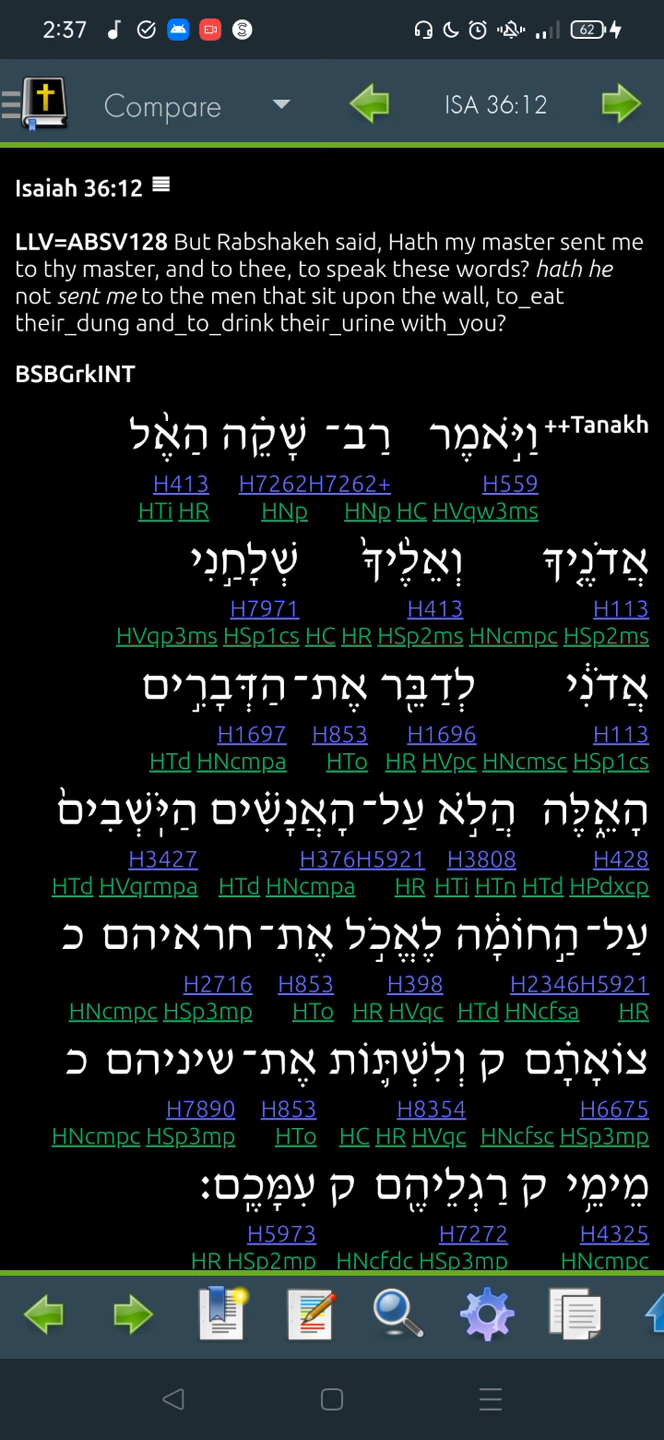 2:37
62
Compare
ISA 36:12
Isaiah 36:12
LLV=ABSV128 But Rabshakeh said, Hath my master sent me
to thy master, and to thee, to speak these words? hath he
not sent me to the men that sit upon the wall, to_eat
their_dung and_to_drink their_urine with_you?
BSBGrkINT
++Tanakh וַיֹּ֣אמֶר רַב־ שָׁקֵ֗ה הַאֶ֨ל
H413 H7262H7262+ H559
HTi HR HNp HNp HC HVqw3ms
אֲדֹנֶ֤יךָ וְאֵלֶ֙יךָ֙ שְׁלָחַ֣נִי
H7971 H413 H113
HVqp3ms HSp1cs HC HR HSp2ms HNcmpc HSp2ms
אֲדֹנִ֔י לְדַבֵּ֖ר אֶת־הַדְּבָרִ֣ים
H1697 H853 H1696 H113
HTd HNcmpa HTo HR HVpc HNcmsc HSp1cs
הָאֵ֑לֶּה הֲלֹ֣א עַל־הָאֲנָשִׁ֗ים הַיֹּֽשְׁבִים֙
H3427 H376H5921 H3808 H428
HTd HVqrmpa HTd HNcmpa HR HTi HTn HTd HPdxcp
עַל־הַ֣חוֹמָ֔ה לֶאֱכֹ֣ל אֶת־חראיהם כ
H2716 H853 H398 H2346H5921
HNcmpc HSp3mp HTo HR HVqc HTd HNcfsa HR
צוֹאָתָ֗ם ק וְלִשְׁתּ֛וֹת אֶת־שיניהם כ
H7890 H853 H8354 H6675
HNcmpc HSp3mp HTo HC HR HVqc HNcfsc HSp3mp
מֵימֵ֥י ק רַגְלֵיהֶ֖ם ק עִמָּכֶֽם׃
H5973 H7272 H4325
HR HSp2mp HNcfdc HSp3mp HNcmpc